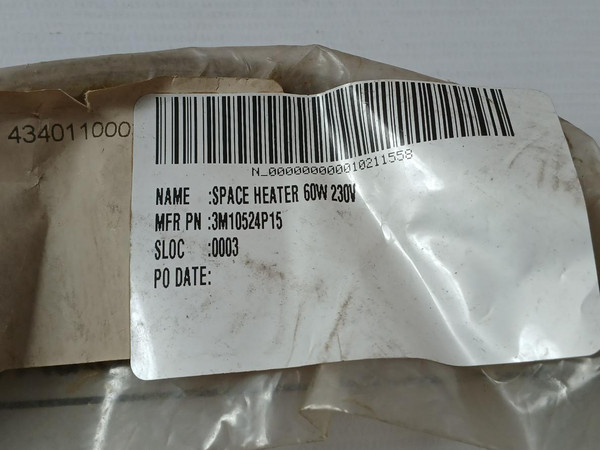 434011000
N_000000000010211558
NAME :SPACE HEATER 60W 230V
MFR PN :3M10524P15
SLOC :0003
PO DATE: